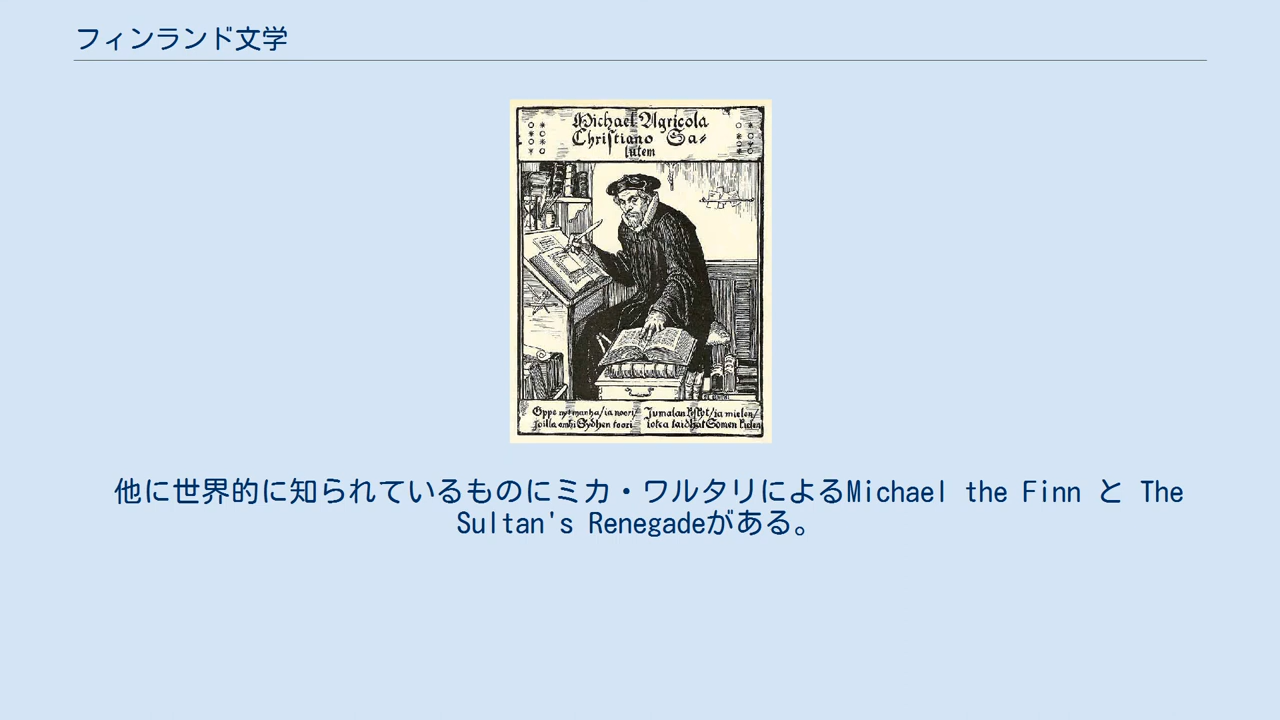 フィンランド文学
Michael Agricola
Christiano Sa-
lutem
他に世界的に知られているものにミカ・ワルタリによるMichael the Finn と The
Sultan's Renegadeがある。